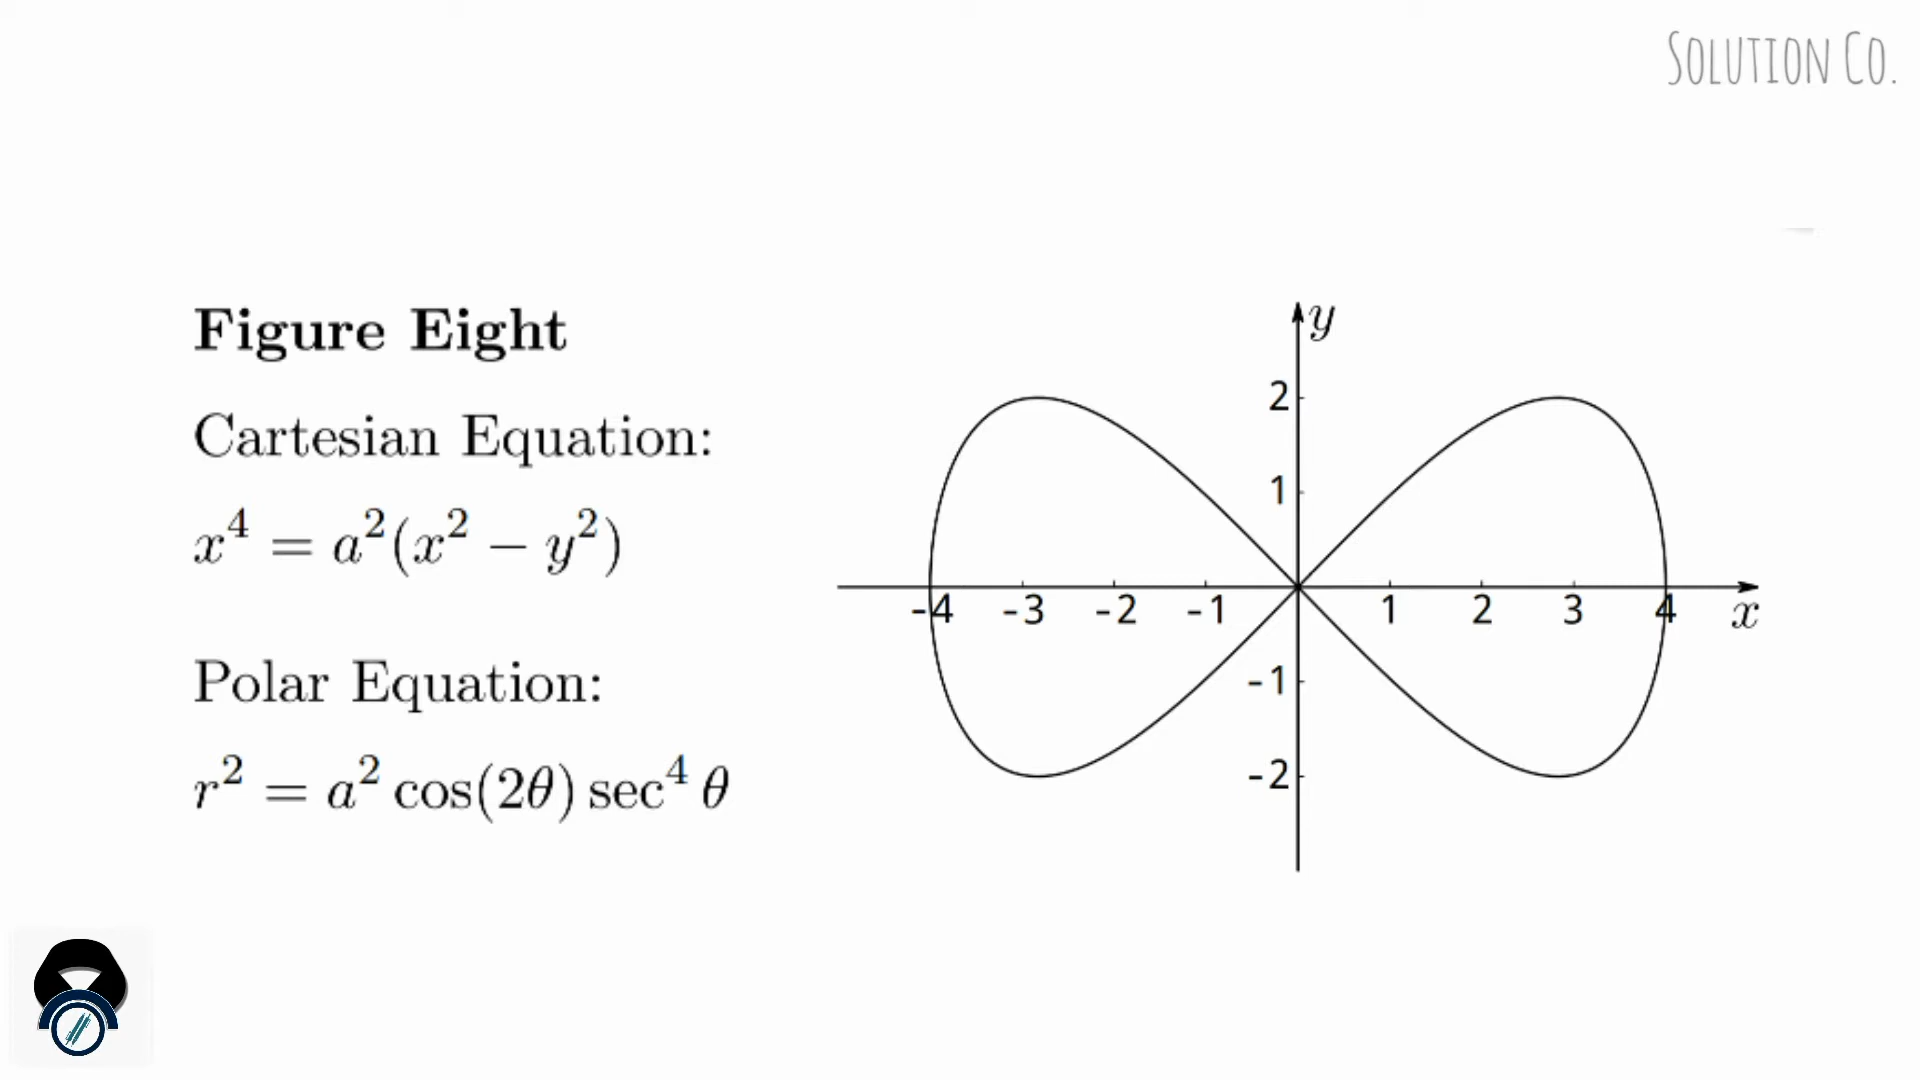 Solution Co.
Figure Eight
Cartesian Equation:
x⁴ = a²(x² − y²)
Polar Equation:
r² = a² cos(2θ) sec⁴ θ
y
2
1
-4 -3 -2 -1 1 2 3 4 x
-1
-2